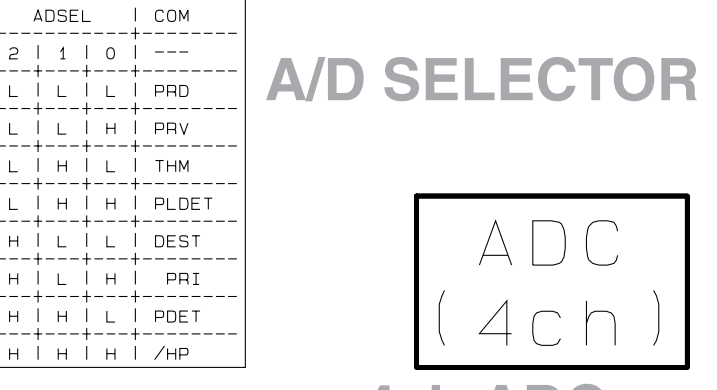 ADSEL | COM
2 | 1 | 0 | ---
L | L | L | PRD
L | L | H | PRV
L | H | L | THM
L | H | H | PLDET
H | L | L | DEST
H | L | H | PRI
H | H | L | PDET
H | H | H | /HP
A/D SELECTOR
ADC
(4ch)